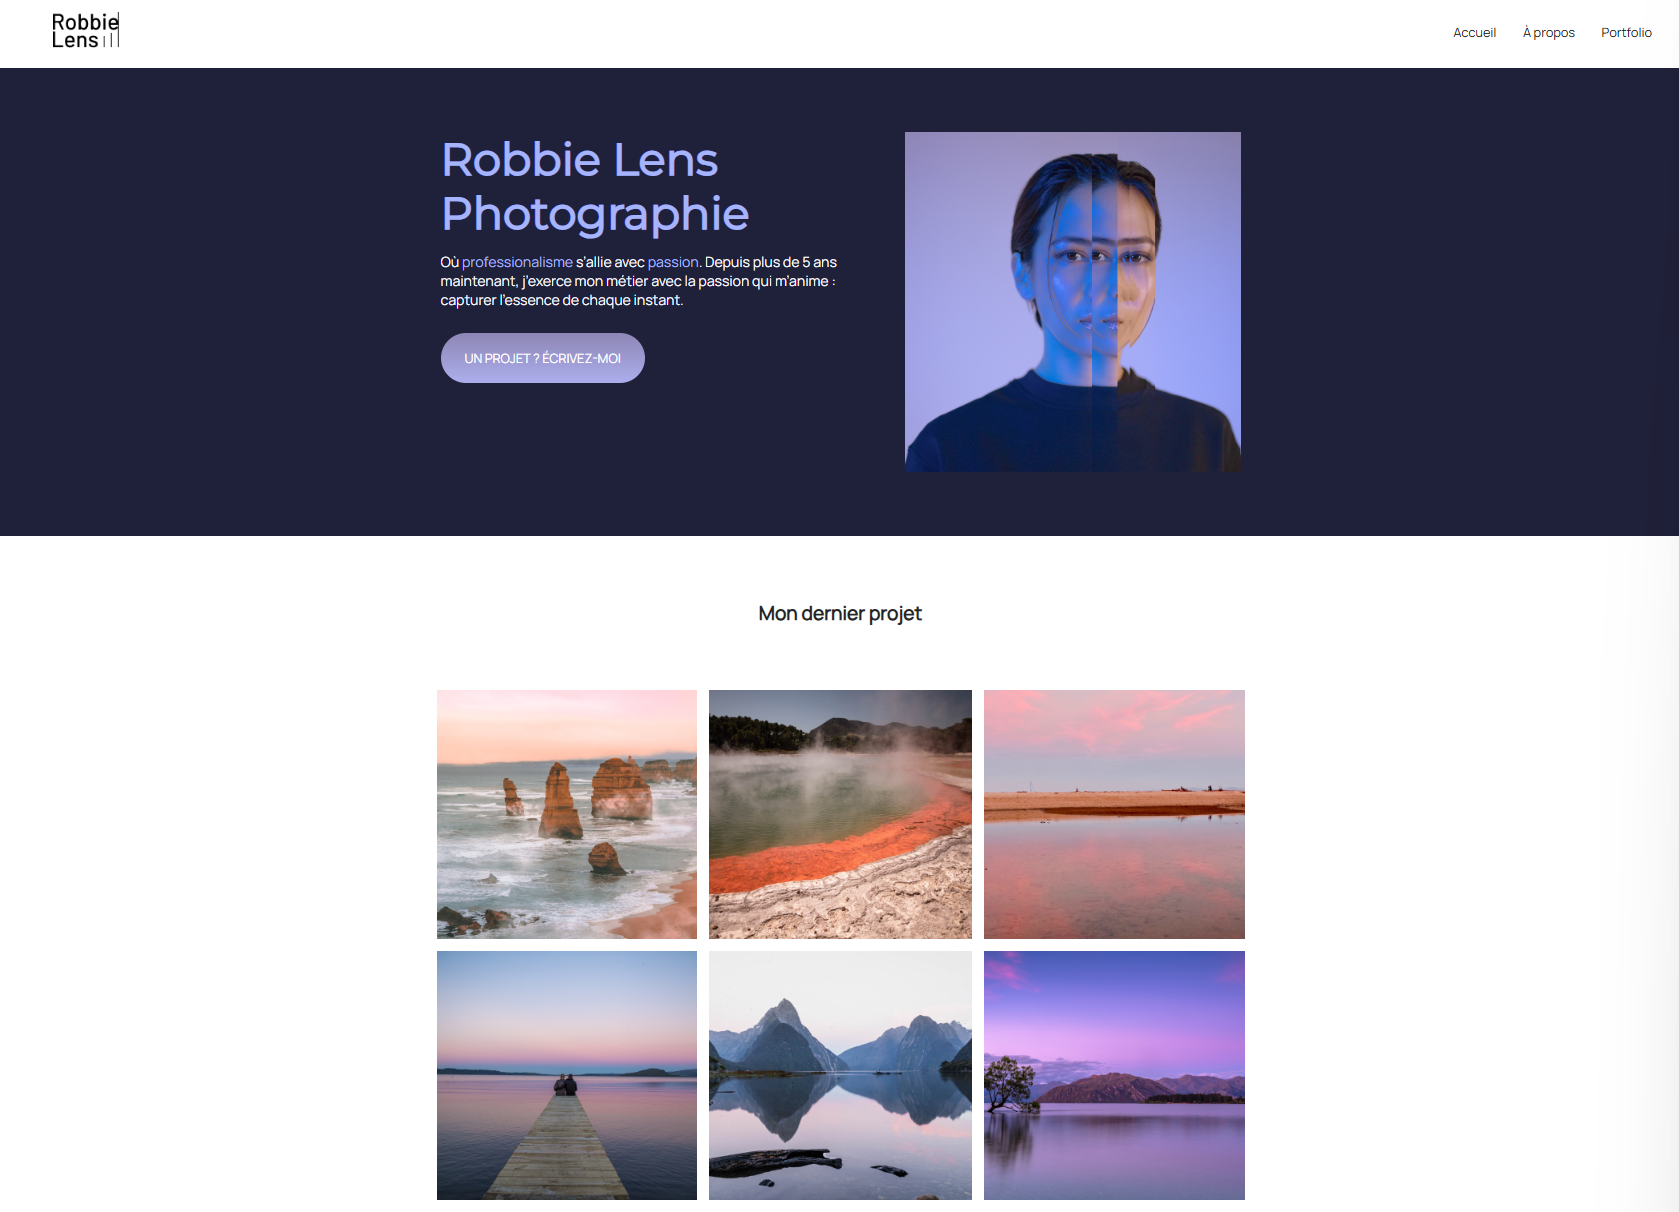 Robbie
Lens
Accueil
À propos
Portfolio
Robbie Lens
Photographie
Où professionalisme s'allie avec passion. Depuis plus de 5 ans
maintenant, j'exerce mon métier avec la passion qui m'anime :
capturer l'essence de chaque instant.
UN PROJET ? ÉCRIVEZ-MOI
Mon dernier projet